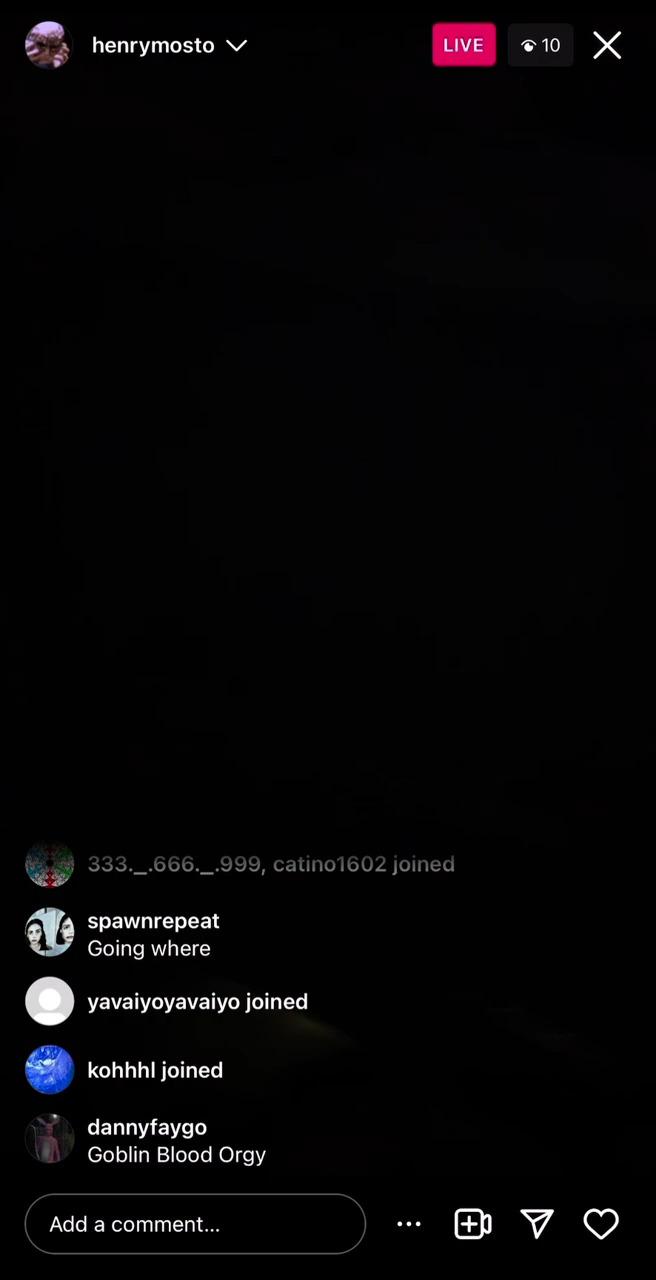 henrymosto
LIVE
10
333._.666._.999, catino1602 joined
spawnrepeat
Going where
yavaiyoyavaiyo joined
kohhhl joined
dannyfaygo
Goblin Blood Orgy
Add a comment...